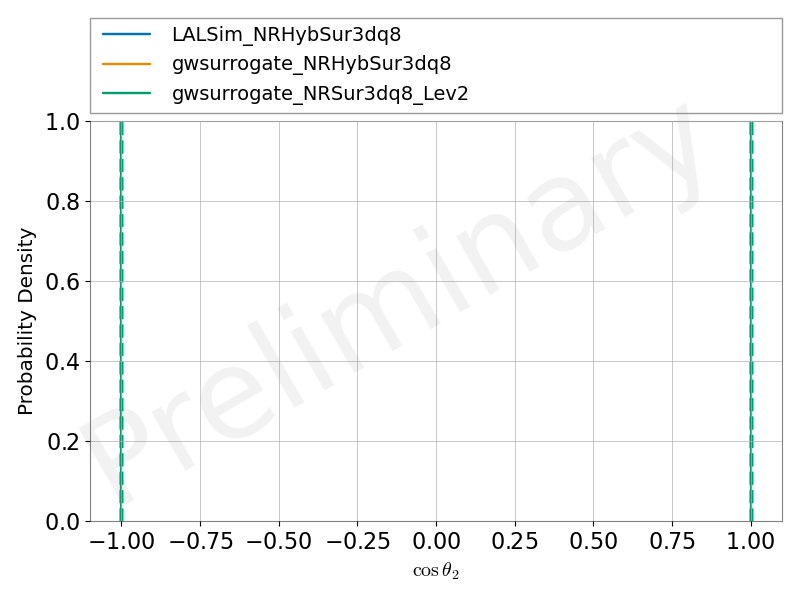 LALSim_NRHybSur3dq8
gwsurrogate_NRHybSur3dq8
gwsurrogate_NRSur3dq8_Lev2
1.0
0.8
0.6
0.4
0.2
0.0
Probability Density
Preliminary
−1.00 −0.75 −0.50 −0.25 0.00 0.25 0.50 0.75 1.00
cos θ₂